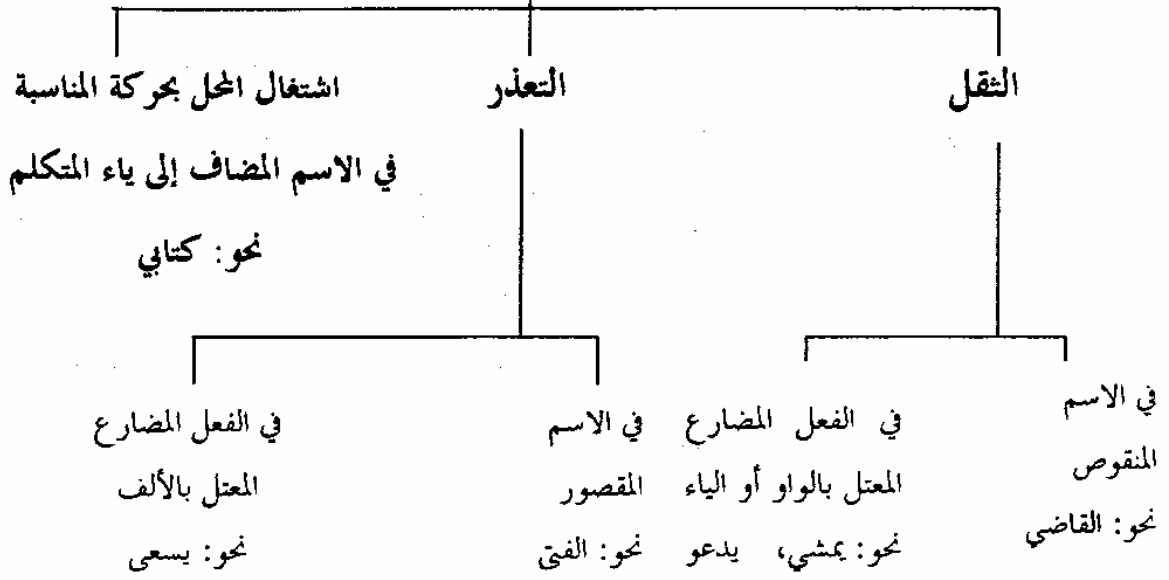 الثقل
التعذر
اشتغال المحل بحركة المناسبة
في الاسم المضاف إلى ياء المتكلم
نحو: كتابي
في الاسم
المنقوص
نحو: القاضي
في الفعل المضارع
المعتل بالواو أو الياء
نحو: يمشي، يدعو
في الاسم
المقصور
نحو: الفتى
في الفعل المضارع
المعتل بالألف
نحو: يسعى